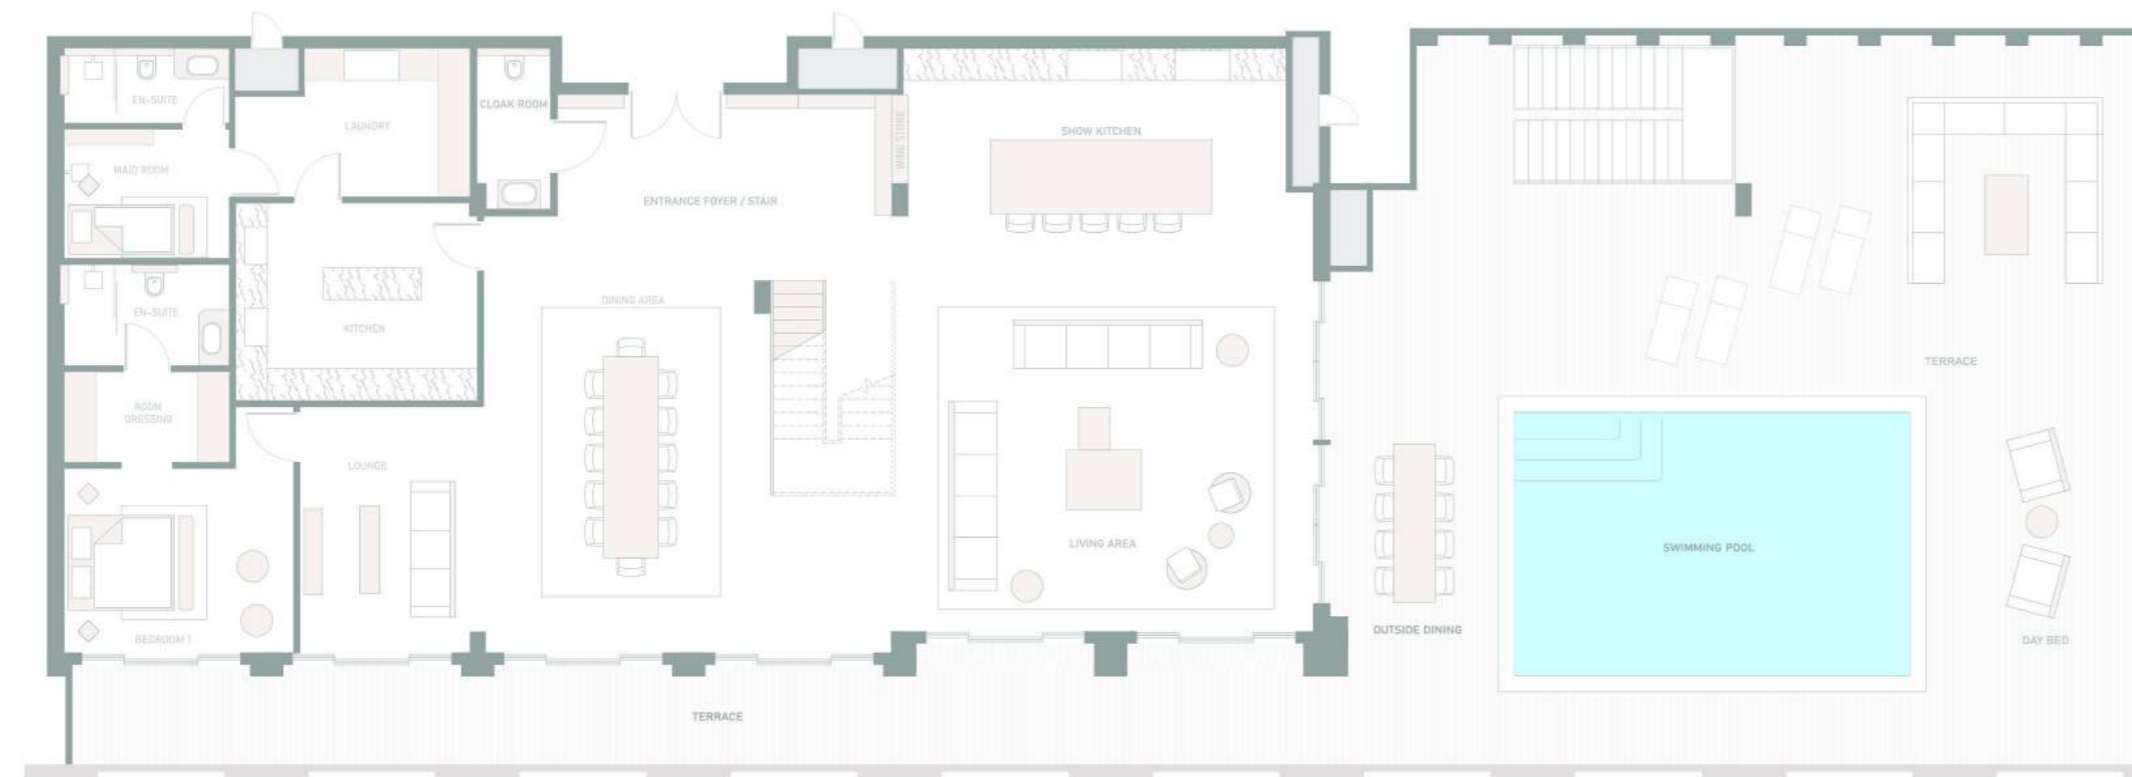 EN-SUITE
LAUNDRY
CLOAK ROOM
WINE STORE
SHOW KITCHEN
MAID ROOM
ENTRANCE FOYER / STAIR
EN-SUITE
KITCHEN
DINING AREA
TERRACE
ROOM
DRESSING
LOUNGE
LIVING AREA
SWIMMING POOL
OUTSIDE DINING
BEDROOM 1
DAY BED
TERRACE